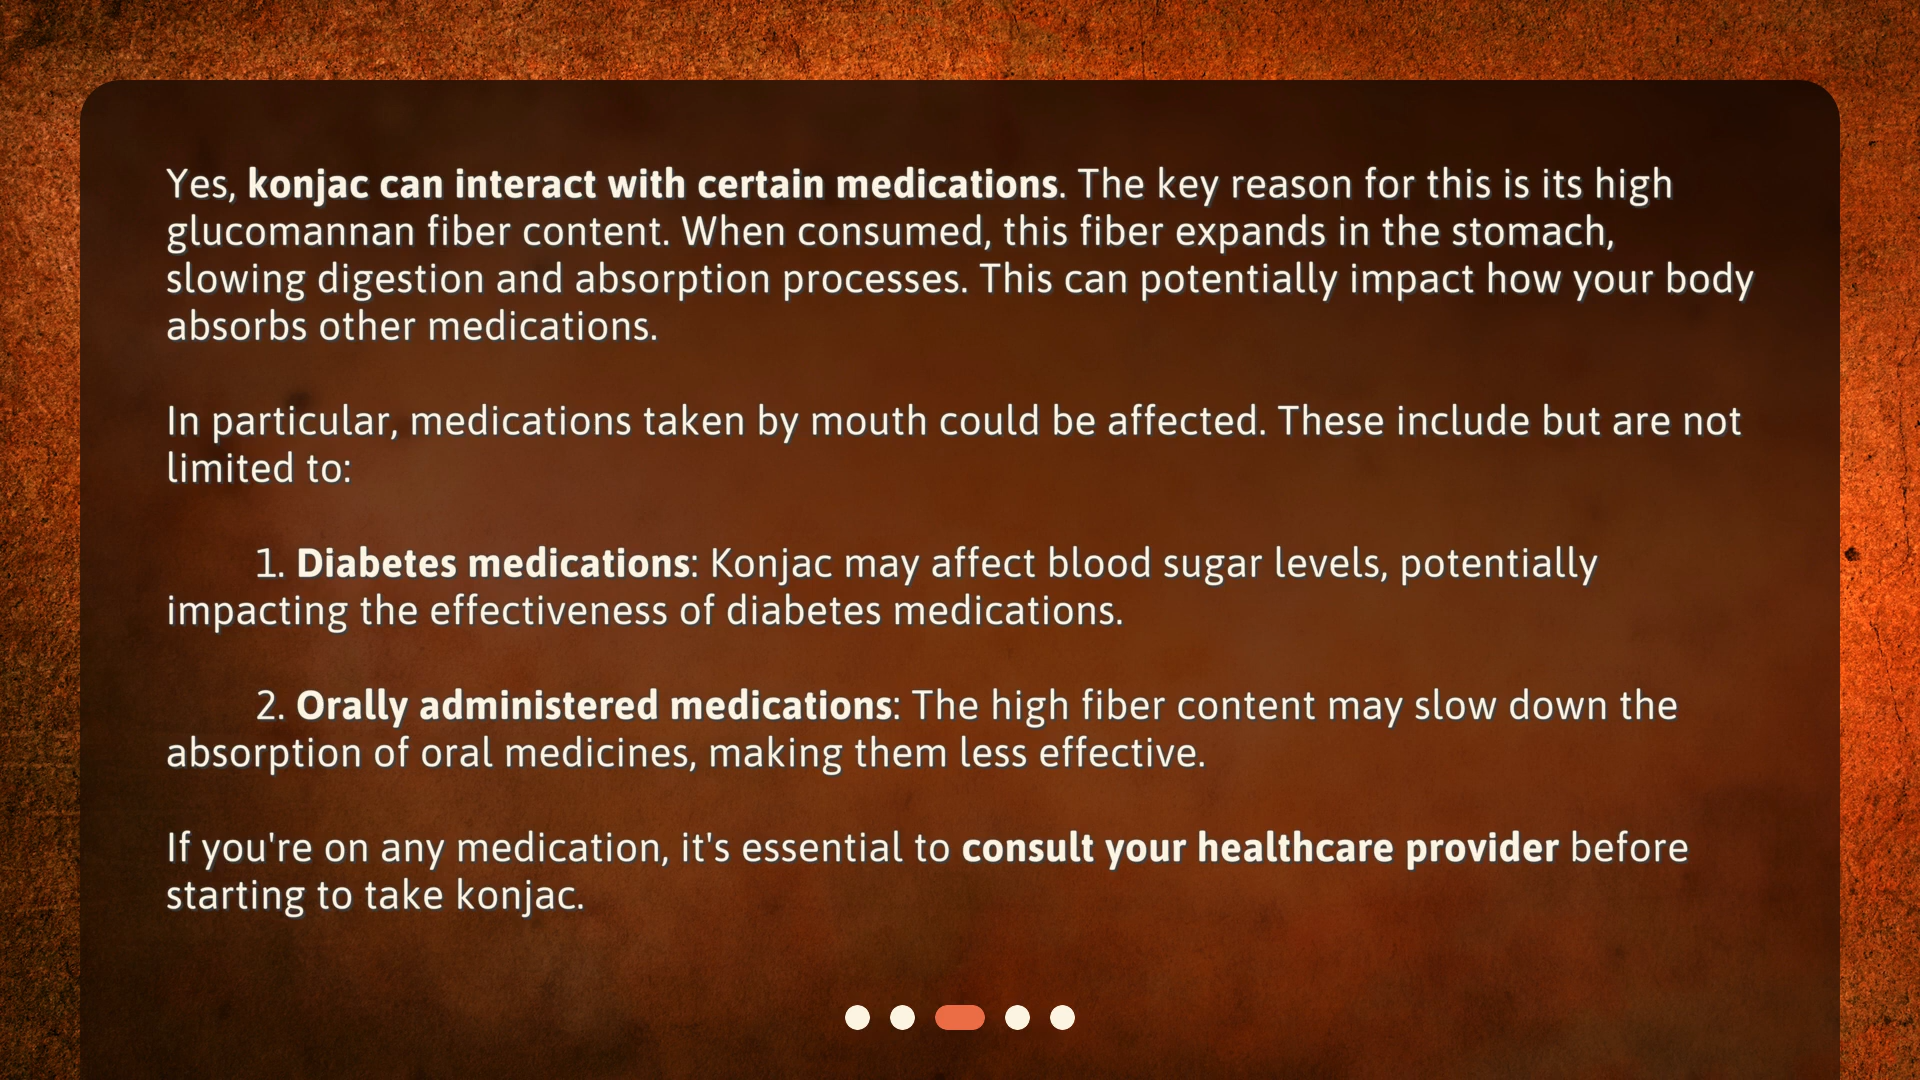 Yes, konjac can interact with certain medications. The key reason for this is its high
glucomannan fiber content. When consumed, this fiber expands in the stomach,
slowing digestion and absorption processes. This can potentially impact how your body
absorbs other medications.
In particular, medications taken by mouth could be affected. These include but are not
limited to:
1. Diabetes medications: Konjac may affect blood sugar levels, potentially
impacting the effectiveness of diabetes medications.
2. Orally administered medications: The high fiber content may slow down the
absorption of oral medicines, making them less effective.
If you're on any medication, it's essential to consult your healthcare provider before
starting to take konjac.